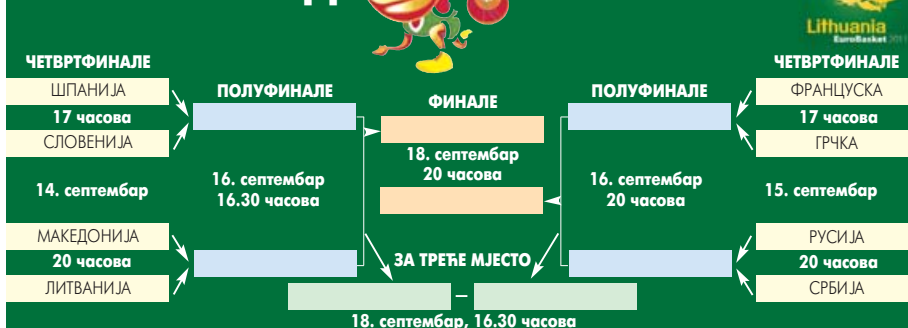 Lithuania
EuroBasket 2011
ЧЕТВРТФИНАЛЕ
ШПАНИЈА
17 часова
СЛОВЕНИЈА
14. септембар
МАКЕДОНИЈА
20 часова
ЛИТВАНИЈА
ПОЛУФИНАЛЕ
16. септембар
16.30 часова
ФИНАЛЕ
18. септембар
20 часова
ЗА ТРЕЋЕ МЈЕСТО
–
18. септембар, 16.30 часова
ПОЛУФИНАЛЕ
16. септембар
20 часова
ЧЕТВРТФИНАЛЕ
ФРАНЦУСКА
17 часова
ГРЧКА
15. септембар
РУСИЈА
20 часова
СРБИЈА